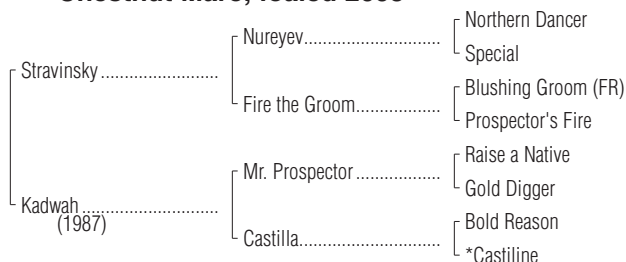 Chestnut Mare; foaled
Northern Dancer
Nureyev
Special
Stravinsky
Blushing Groom (FR)
Fire the Groom
Prospector's Fire
Raise a Native
Mr. Prospector
Gold Digger
Kadwah
(1987)
Bold Reason
Castilla
*Castiline